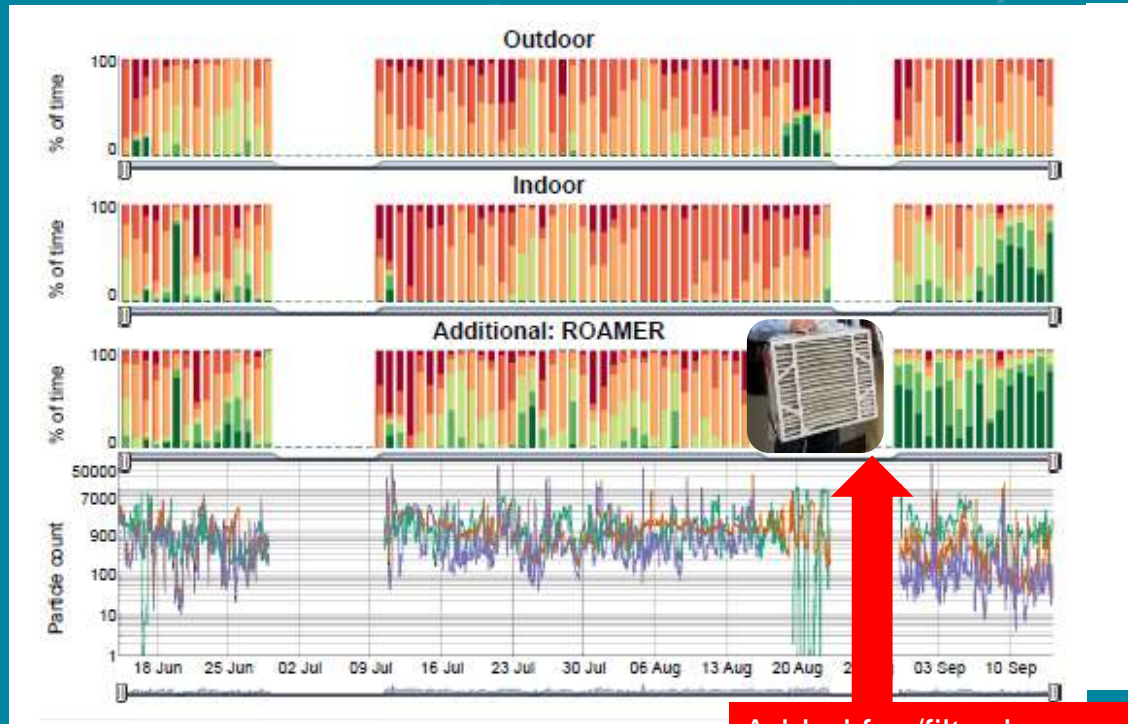 Outdoor
% of time
100
0
Indoor
% of time
100
0
Additional: ROAMER
% of time
100
0
Particle count
50000
7000
900
100
10
1
18 Jun 25 Jun 02 Jul 09 Jul 16 Jul 23 Jul 30 Jul 06 Aug 13 Aug 20 Aug 03 Sep 10 Sep